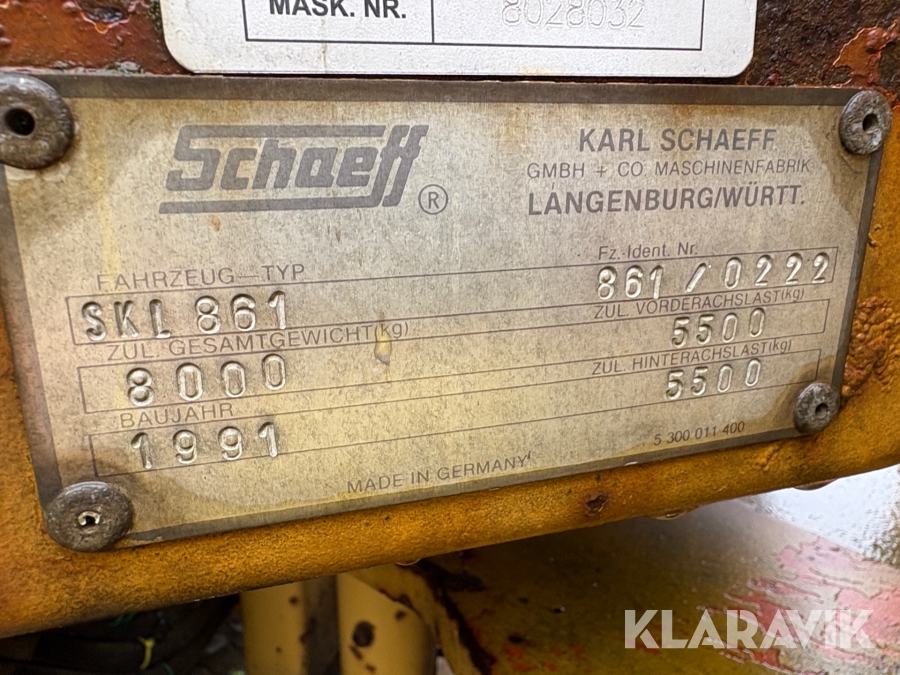 MASK. NR. 8028032
Schaeff ®
KARL SCHAEFF
GMBH + CO MASCHINENFABRIK
LANGENBURG/WÜRTT.
FAHRZEUG-TYP Fz.-Ident. Nr.
SKL 861 861/0222
ZUL. GESAMTGEWICHT(kg) ZUL. VORDERACHSLAST(kg)
8000 5500
BAUJAHR ZUL. HINTERACHSLAST(kg)
1991 5500
5 300 011 400
MADE IN GERMANY
KLARAVIK